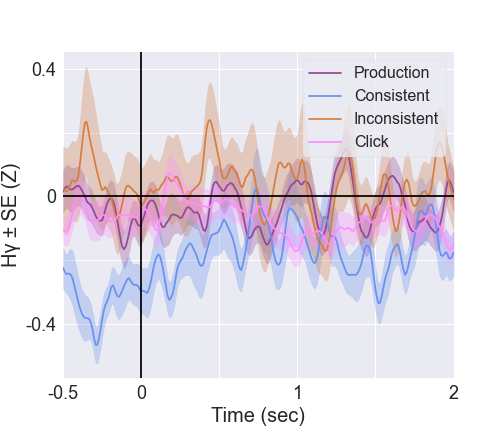 Production
Consistent
Inconsistent
Click
Hγ ± SE (Z)
0.4
0
-0.4
-0.5
0
1
2
Time (sec)